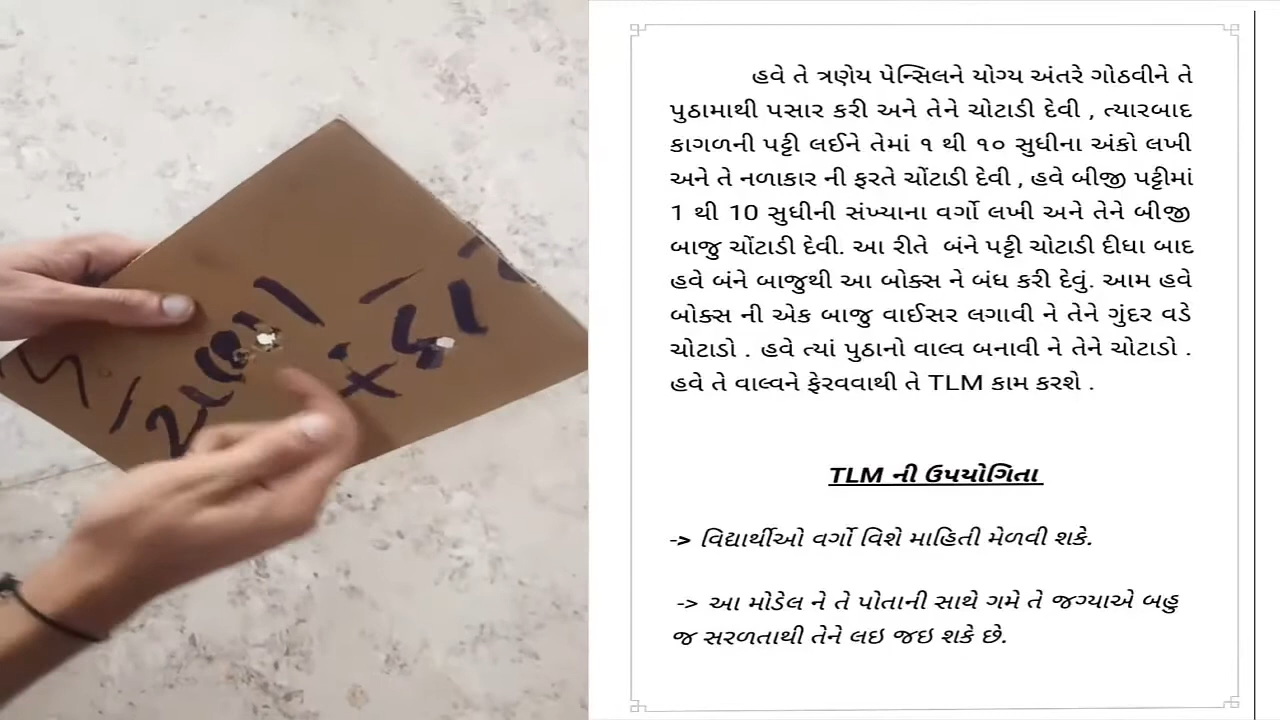 હવે તે ત્રણેય પેન્સિલને યોગ્ય અંતરે ગોઠવીને તે
પુઠામાથી પસાર કરી અને તેને ચોટાડી દેવી , ત્યારબાદ
કાગળની પટ્ટી લઈને તેમાં ૧ થી ૧૦ સુધીના અંકો લખી
અને તે નળાકાર ની ફરતે ચોંટાડી દેવી , હવે બીજી પટ્ટીમાં
1 થી 10 સુધીની સંખ્યાના વર્ગો લખી અને તેને બીજી
બાજુ ચોંટાડી દેવી. આ રીતે બંને પટ્ટી ચોટાડી દીધા બાદ
હવે બંને બાજુથી આ બોક્સ ને બંધ કરી દેવું. આમ હવે
બોક્સ ની એક બાજુ વાઈસર લગાવી ને તેને ગુંદર વડે
ચોટાડો . હવે ત્યાં પુઠાનો વાલ્વ બનાવી ને તેને ચોટાડો .
હવે તે વાલ્વને ફેરવવાથી તે TLM કામ કરશે .
TLM ની ઉપયોગિતા
-> વિદ્યાર્થીઓ વર્ગો વિશે માહિતી મેળવી શકે.
-> આ મોડેલ ને તે પોતાની સાથે ગમે તે જગ્યાએ બહુ
જ સરળતાથી તેને લઇ જઇ શકે છે.